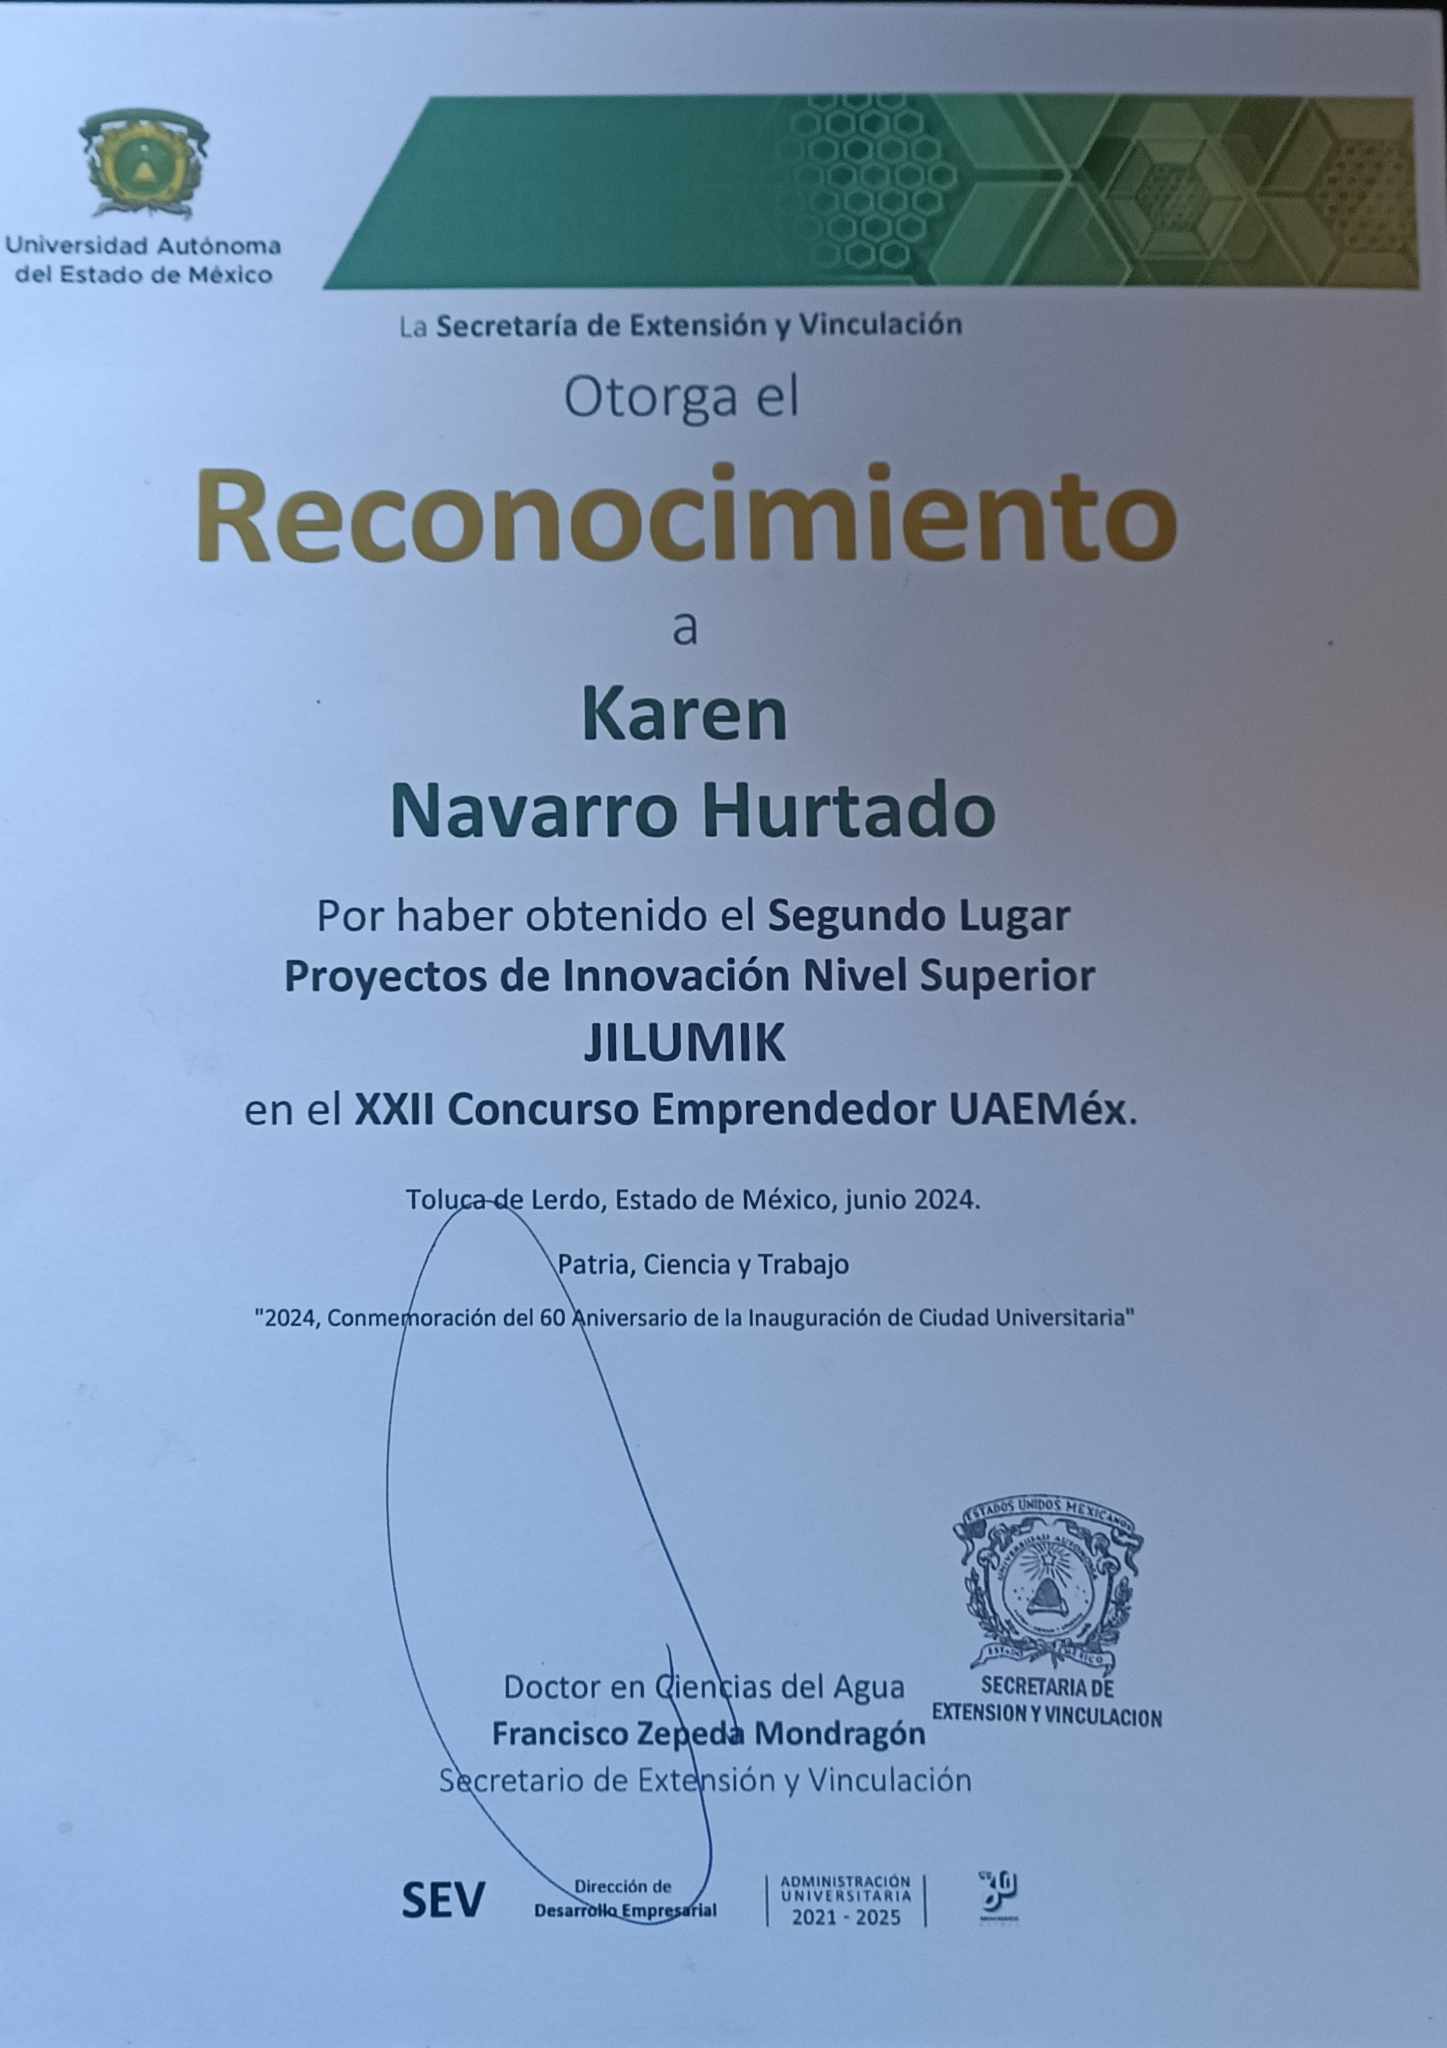 Universidad Autónoma
del Estado de México
La Secretaría de Extensión y Vinculación
Otorga el
Reconocimiento
a
Karen
Navarro Hurtado
Por haber obtenido el Segundo Lugar
Proyectos de Innovación Nivel Superior
JILUMIK
en el XXII Concurso Emprendedor UAEMéx.
Toluca de Lerdo, Estado de México, junio 2024.
Patria, Ciencia y Trabajo
"2024, Conmemoración del 60 Aniversario de la Inauguración de Ciudad Universitaria"
ESTADOS UNIDOS MEXICANOS
UNIVERSIDAD AUTONOMA
ESTADO MEXICO
SECRETARIA DE
EXTENSION Y VINCULACION
Doctor en Ciencias del Agua
Francisco Zepeda Mondragón
Secretario de Extensión y Vinculación
SEV
Dirección de
Desarrollo Empresarial
ADMINISTRACIÓN
UNIVERSITARIA
2021 - 2025